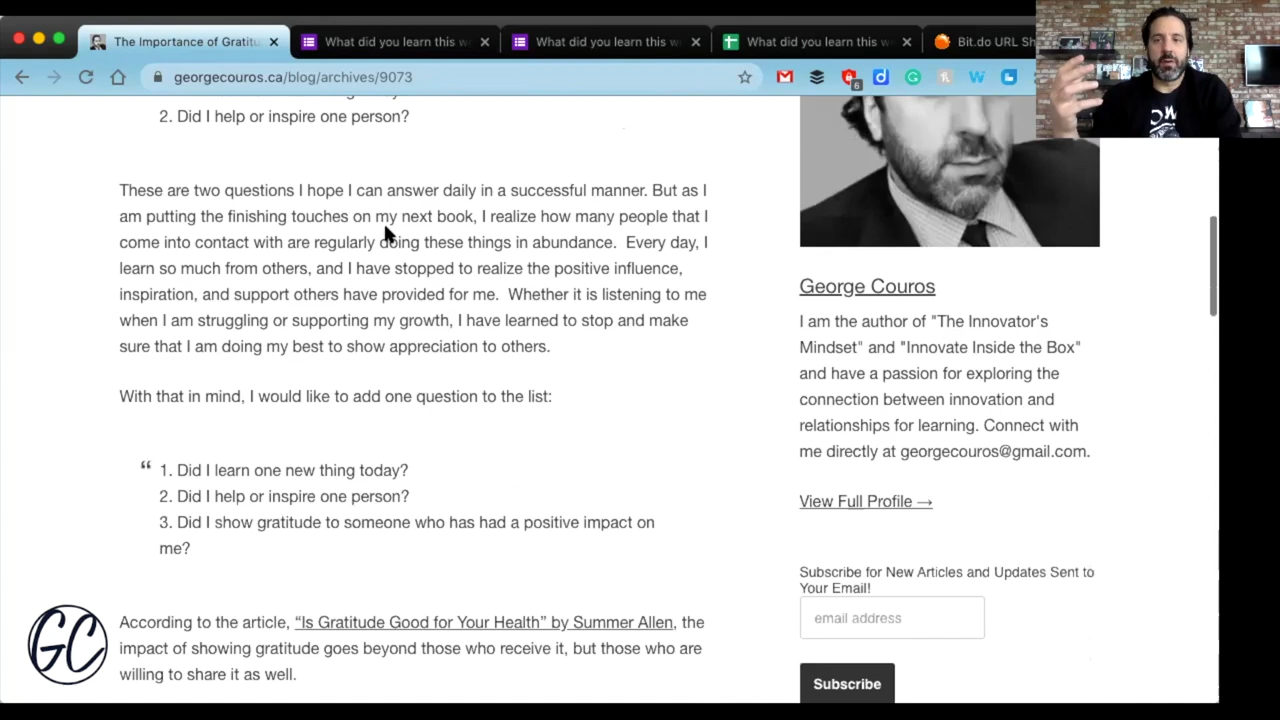 The Importance of Gratitu
What did you learn this w
What did you learn this w
What did you learn this w
Bit.do URL Sh
georgecouros.ca/blog/archives/9073
6
2. Did I help or inspire one person?
These are two questions I hope I can answer daily in a successful manner. But as I
am putting the finishing touches on my next book, I realize how many people that I
come into contact with are regularly doing these things in abundance. Every day, I
learn so much from others, and I have stopped to realize the positive influence,
inspiration, and support others have provided for me. Whether it is listening to me
when I am struggling or supporting my growth, I have learned to stop and make
sure that I am doing my best to show appreciation to others.
With that in mind, I would like to add one question to the list:
“ 1. Did I learn one new thing today?
2. Did I help or inspire one person?
3. Did I show gratitude to someone who has had a positive impact on
me?
GC
According to the article, “Is Gratitude Good for Your Health” by Summer Allen, the
impact of showing gratitude goes beyond those who receive it, but those who are
willing to share it as well.
George Couros
I am the author of "The Innovator's
Mindset" and "Innovate Inside the Box"
and have a passion for exploring the
connection between innovation and
relationships for learning. Connect with
me directly at georgecouros@gmail.com.
View Full Profile →
Subscribe for New Articles and Updates Sent to
Your Email!
email address
Subscribe